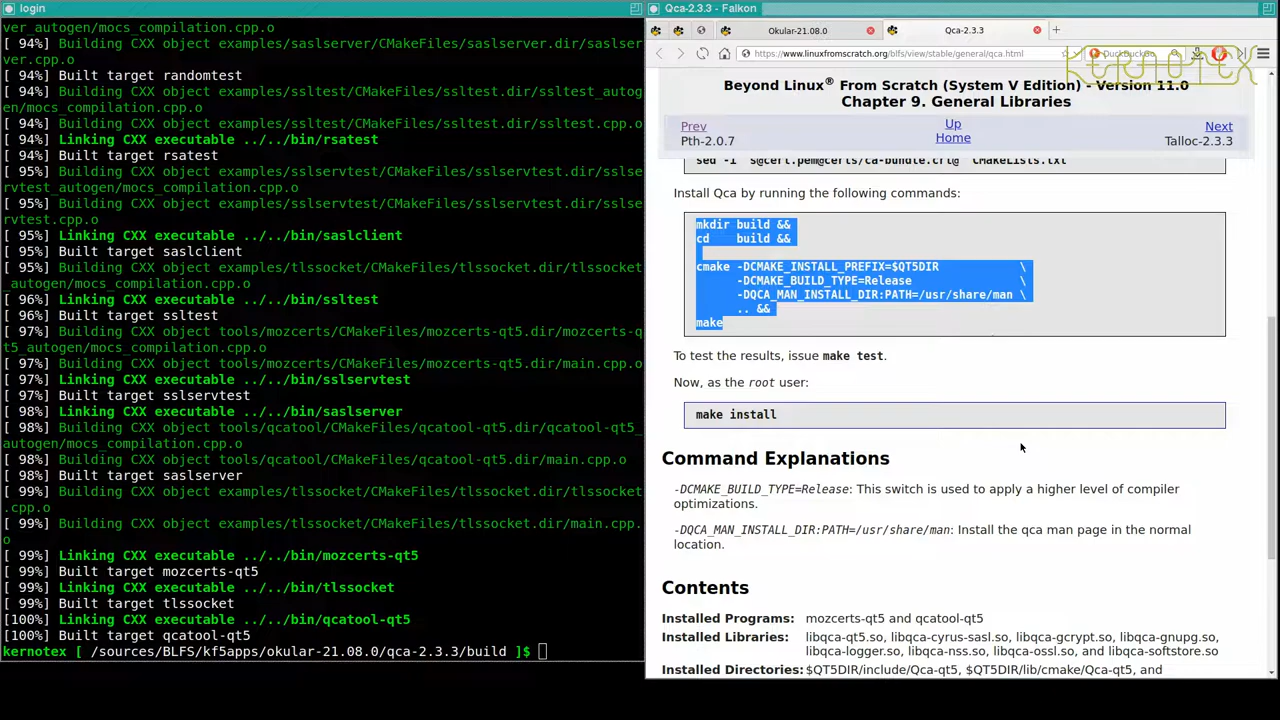 login
ver_autogen/mocs_compilation.cpp.o
[ 94%] Building CXX object examples/saslserver/CMakeFiles/saslserver.dir/saslser
ver.cpp.o
[ 94%] Built target randomtest
[ 94%] Building CXX object examples/ssltest/CMakeFiles/ssltest.dir/ssltest_autog
en/mocs_compilation.cpp.o
[ 94%] Building CXX object examples/ssltest/CMakeFiles/ssltest.dir/ssltest.cpp.o
[ 94%] Linking CXX executable ../../bin/rsatest
[ 94%] Built target rsatest
[ 95%] Building CXX object examples/sslservtest/CMakeFiles/sslservtest.dir/sslse
rvtest_autogen/mocs_compilation.cpp.o
[ 95%] Building CXX object examples/sslservtest/CMakeFiles/sslservtest.dir/sslse
rvtest.cpp.o
[ 95%] Linking CXX executable ../../bin/saslclient
[ 95%] Built target saslclient
[ 95%] Building CXX object examples/tlssocket/CMakeFiles/tlssocket.dir/tlssocket
_autogen/mocs_compilation.cpp.o
[ 96%] Linking CXX executable ../../bin/ssltest
[ 96%] Built target ssltest
[ 97%] Building CXX object tools/mozcerts/CMakeFiles/mozcerts-qt5.dir/mozcerts-q
t5_autogen/mocs_compilation.cpp.o
[ 97%] Building CXX object tools/mozcerts/CMakeFiles/mozcerts-qt5.dir/main.cpp.o
[ 97%] Linking CXX executable ../../bin/sslservtest
[ 97%] Built target sslservtest
[ 98%] Linking CXX executable ../../bin/saslserver
[ 98%] Building CXX object tools/qcatool/CMakeFiles/qcatool-qt5.dir/qcatool-qt5_
autogen/mocs_compilation.cpp.o
[ 98%] Building CXX object tools/qcatool/CMakeFiles/qcatool-qt5.dir/main.cpp.o
[ 98%] Built target saslserver
[ 99%] Building CXX object examples/tlssocket/CMakeFiles/tlssocket.dir/tlssocket
.cpp.o
[ 99%] Building CXX object examples/tlssocket/CMakeFiles/tlssocket.dir/main.cpp.
o
[ 99%] Linking CXX executable ../../bin/mozcerts-qt5
[ 99%] Built target mozcerts-qt5
[ 99%] Linking CXX executable ../../bin/tlssocket
[ 99%] Built target tlssocket
[100%] Linking CXX executable ../../bin/qcatool-qt5
[100%] Built target qcatool-qt5
kernotex [ /sources/BLFS/kf5apps/okular-21.08.0/qca-2.3.3/build ]$
Qca-2.3.3 - Falkon
Okular-21.08.0
Qca-2.3.3
https://www.linuxfromscratch.org/blfs/view/stable/general/qca.html
DuckDuckGo
KERNOTEX
Beyond Linux® From Scratch (System V Edition) - Version 11.0
Chapter 9. General Libraries
Prev Up Next
Pth-2.0.7 Home Talloc-2.3.3
sed -i 's@cert.pem@certs/ca-bundle.crt@' CMakeLists.txt
Install Qca by running the following commands:
mkdir build &&
cd    build &&
cmake -DCMAKE_INSTALL_PREFIX=$QT5DIR            \
-DCMAKE_BUILD_TYPE=Release                \
-DQCA_MAN_INSTALL_DIR:PATH=/usr/share/man \
.. &&
make
To test the results, issue make test.
Now, as the root user:
make install
Command Explanations
-DCMAKE_BUILD_TYPE=Release: This switch is used to apply a higher level of compiler
optimizations.
-DQCA_MAN_INSTALL_DIR:PATH=/usr/share/man: Install the qca man page in the normal
location.
Contents
Installed Programs: mozcerts-qt5 and qcatool-qt5
Installed Libraries: libqca-qt5.so, libqca-cyrus-sasl.so, libqca-gcrypt.so, libqca-gnupg.so,
libqca-logger.so, libqca-nss.so, libqca-ossl.so, and libqca-softstore.so
Installed Directories: $QT5DIR/include/Qca-qt5, $QT5DIR/lib/cmake/Qca-qt5, and